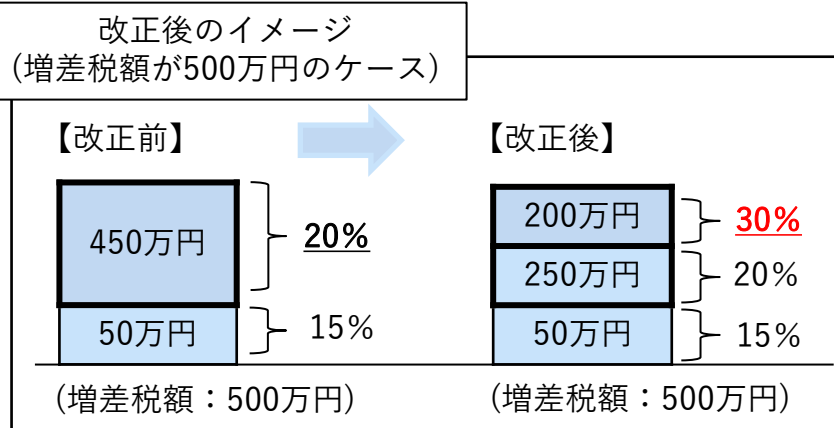 改正後のイメージ
(増差税額が500万円のケース)
【改正前】
450万円
20%
50万円
15%
(増差税額：500万円)
【改正後】
200万円
30%
250万円
20%
50万円
15%
(増差税額：500万円)